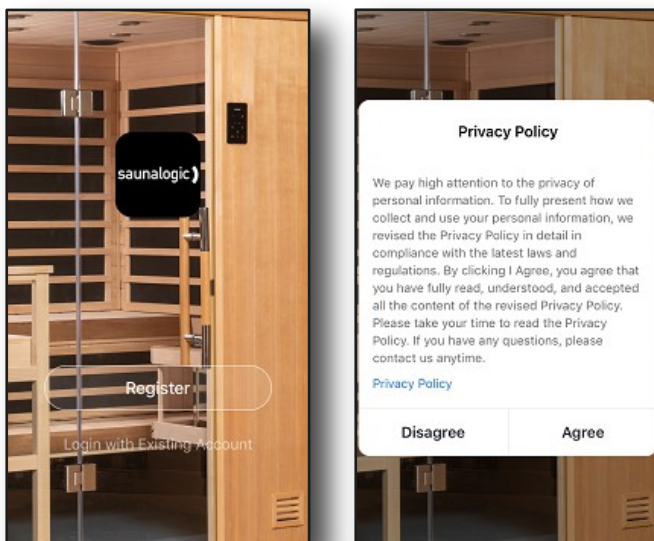 saunalogic
Register
Login with Existing Account
Privacy Policy
We pay high attention to the privacy of
personal information. To fully present how we
collect and use your personal information, we
revised the Privacy Policy in detail in
compliance with the latest laws and
regulations. By clicking I Agree, you agree that
you have fully read, understood, and accepted
all the content of the revised Privacy Policy.
Please take your time to read the Privacy
Policy. If you have any questions, please
contact us anytime.
Privacy Policy
Disagree Agree